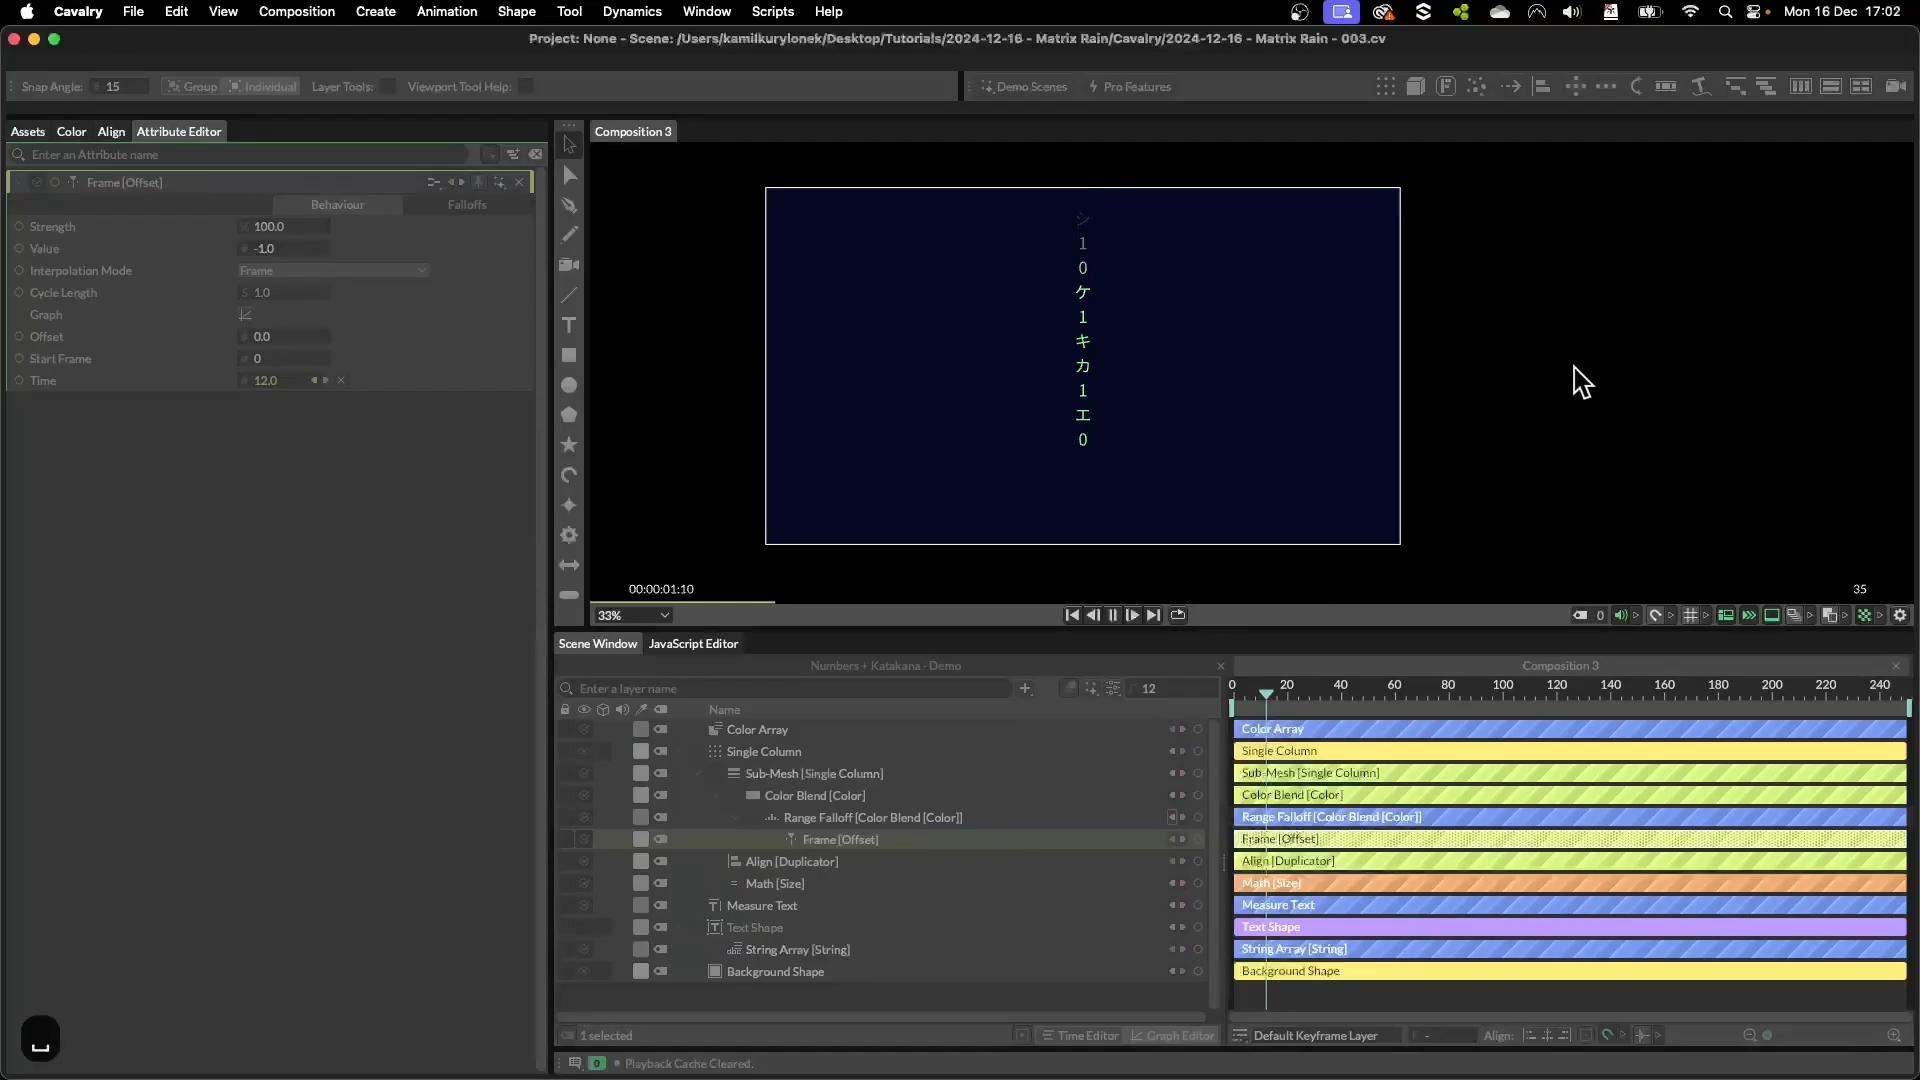 Cavalry File Edit View Composition Create Animation Shape Tool Dynamics Window Scripts Help Mon 16 Dec 17:02
Project: None - Scene: /Users/kamilkurylonek/Desktop/Tutorials/2024-12-16 - Matrix Rain/Cavalry/2024-12-16 - Matrix Rain - 003.cv
Snap Angle: 15 Group Individual Layer Tools: Viewport Tool Help: Demo Scenes Pro Features
Assets Color Align Attribute Editor
Enter an Attribute name
Frame [Offset]
Behaviour Falloffs
Strength 100.0
Value -1.0
Interpolation Mode Frame
Cycle Length S 1.0
Graph
Offset 0.0
Start Frame 0
Time 12.0
Composition 3
シ
1
0
ケ
1
キ
カ
1
エ
0
00:00:01:10 35
33% 0
Scene Window JavaScript Editor
Numbers + Katakana - Demo
Enter a layer name 12
Name
Color Array
Single Column
Sub-Mesh [Single Column]
Color Blend [Color]
Range Falloff [Color Blend [Color]]
Frame [Offset]
Align [Duplicator]
Math [Size]
Measure Text
Text Shape
String Array [String]
Background Shape
Composition 3
0 20 40 60 80 100 120 140 160 180 200 220 240
Color Array
Single Column
Sub-Mesh [Single Column]
Color Blend [Color]
Range Falloff [Color Blend [Color]]
Frame [Offset]
Align [Duplicator]
Math [Size]
Measure Text
Text Shape
String Array [String]
Background Shape
1 selected Time Editor Graph Editor Default Keyframe Layer - Align:
0 Playback Cache Cleared.